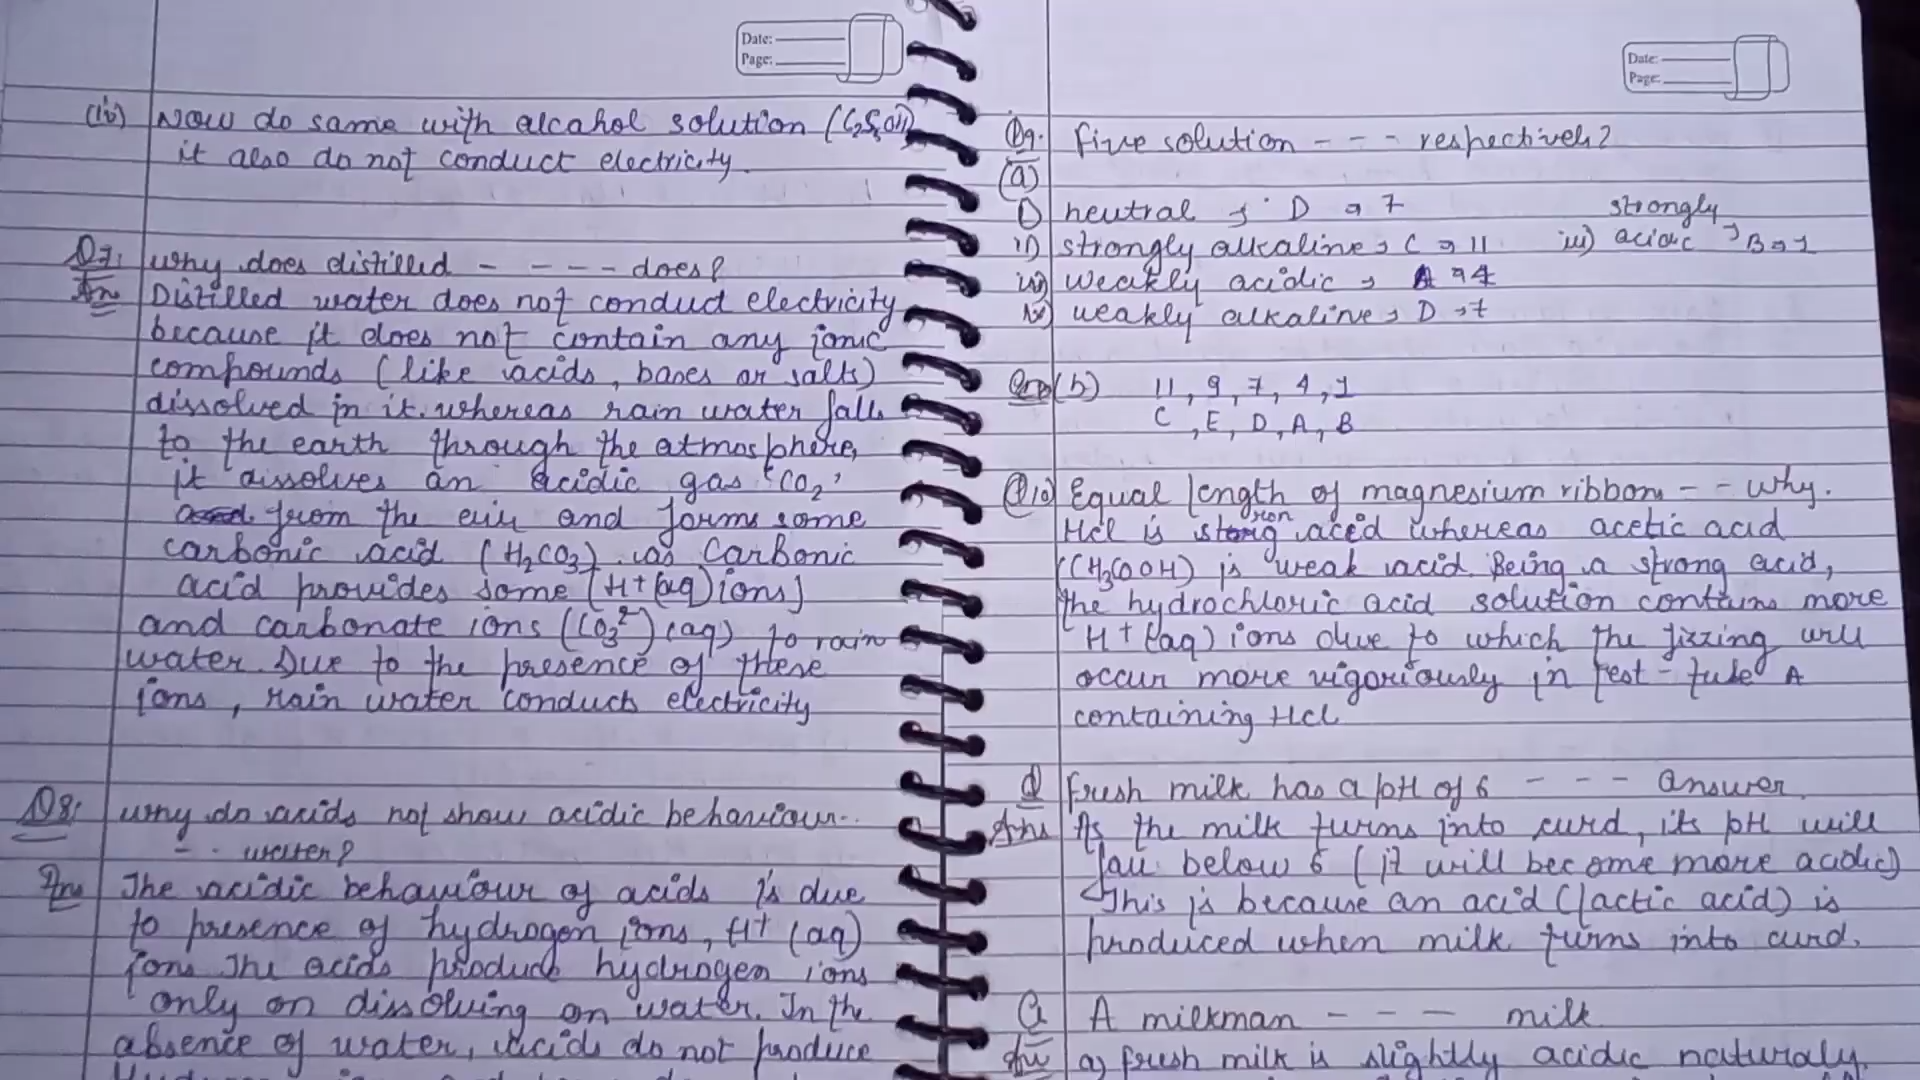 Date:
Page:
(iv) Now do same with alcahol solution (C2S5OH)
it also do not conduct electricity.
Q7. why does distilled - - - - does?
Ans Distilled water does not conduct electricity
because it does not contain any ionic
compounds (like acids, bases or salts)
dissolved in it. whereas rain water falls
to the earth through the atmosphere,
it dissolves an acidic gas 'CO2'
from the air and forms some
carbonic acid (H2CO3). as Carbonic
acid provides some [H+(aq) ions]
and carbonate ions (CO3²⁻) (aq) to rain
water. Due to the presence of these
ions, rain water conducts electricity
Q8. why do acids not show acidic behaviour..
- - water?
Ans The acidic behaviour of acids is due
to presence of hydrogen ions, H+ (aq)
ions The acids produce hydrogen ions
only on dissolving on water. In the
absence of water, acids do not produce
Date:
Page:
Q9. five solution - - - respectively?
(a)
i) neutral → D → 7
strongly
ii) strongly alkaline → C → 11 iii) acidic → B → 1
iv) weakly acidic → A → 4
weakly alkaline → D → 7
(b) 11, 9, 7, 4, 1
C, E, D, A, B
Q10 Equal length of magnesium ribbons - - why.
Hcl is strong acid whereas acetic acid
(CH3COOH) is weak acid. Being a strong acid,
the hydrochloric acid solution contains more
H+ (aq) ions due to which the fizzing will
occur more vigoriously in test-tube A
containing Hcl
Q fresh milk has a pH of 6 - - - answer.
Ans As the milk turns into curd, its pH will
fall below 6 (it will become more acidic)
This is because an acid (lactic acid) is
produced when milk turns into curd.
Q A milkman - - - milk
Ans a) fresh milk is slightly acidic naturaly.